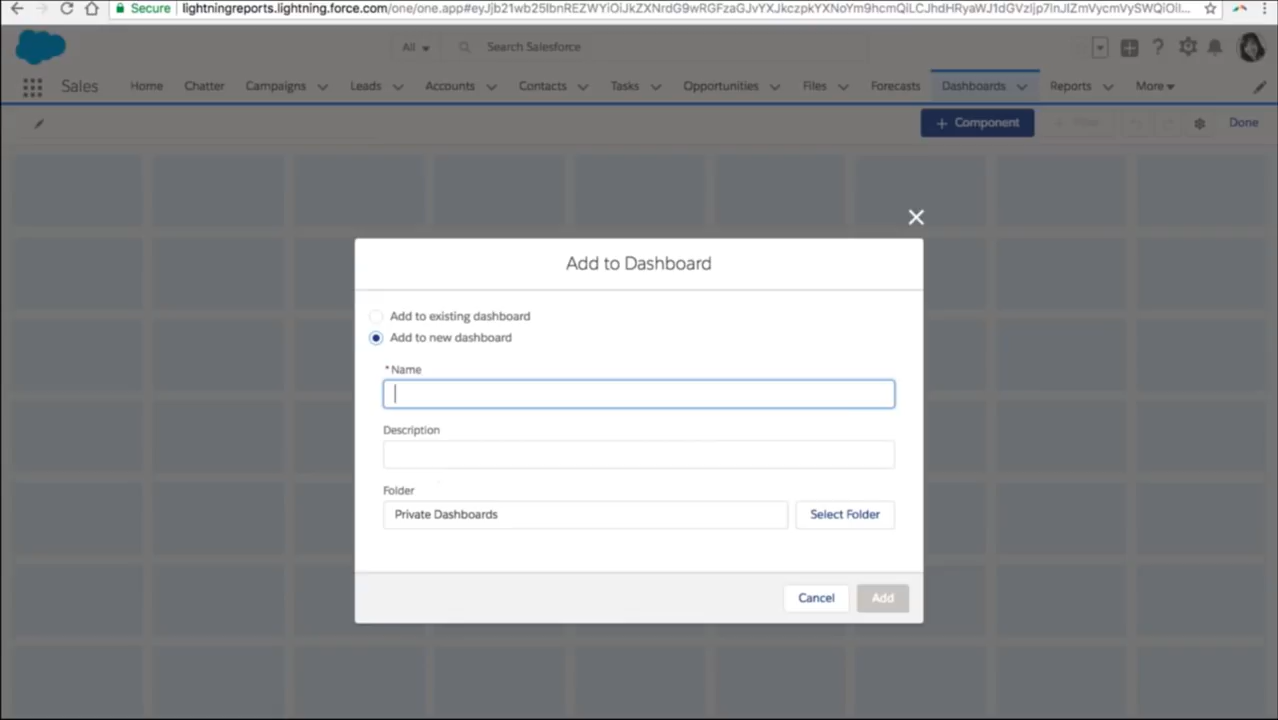 Secure
lightningreports.lightning.force.com/one/one.app
All
Search Salesforce
Sales
Home
Chatter
Campaigns
Leads
Accounts
Contacts
Tasks
Opportunities
Files
Forecasts
Dashboards
Reports
More
+ Component
Done
Add to Dashboard
Add to existing dashboard
Add to new dashboard
*Name
Description
Folder
Private Dashboards
Select Folder
Cancel
Add